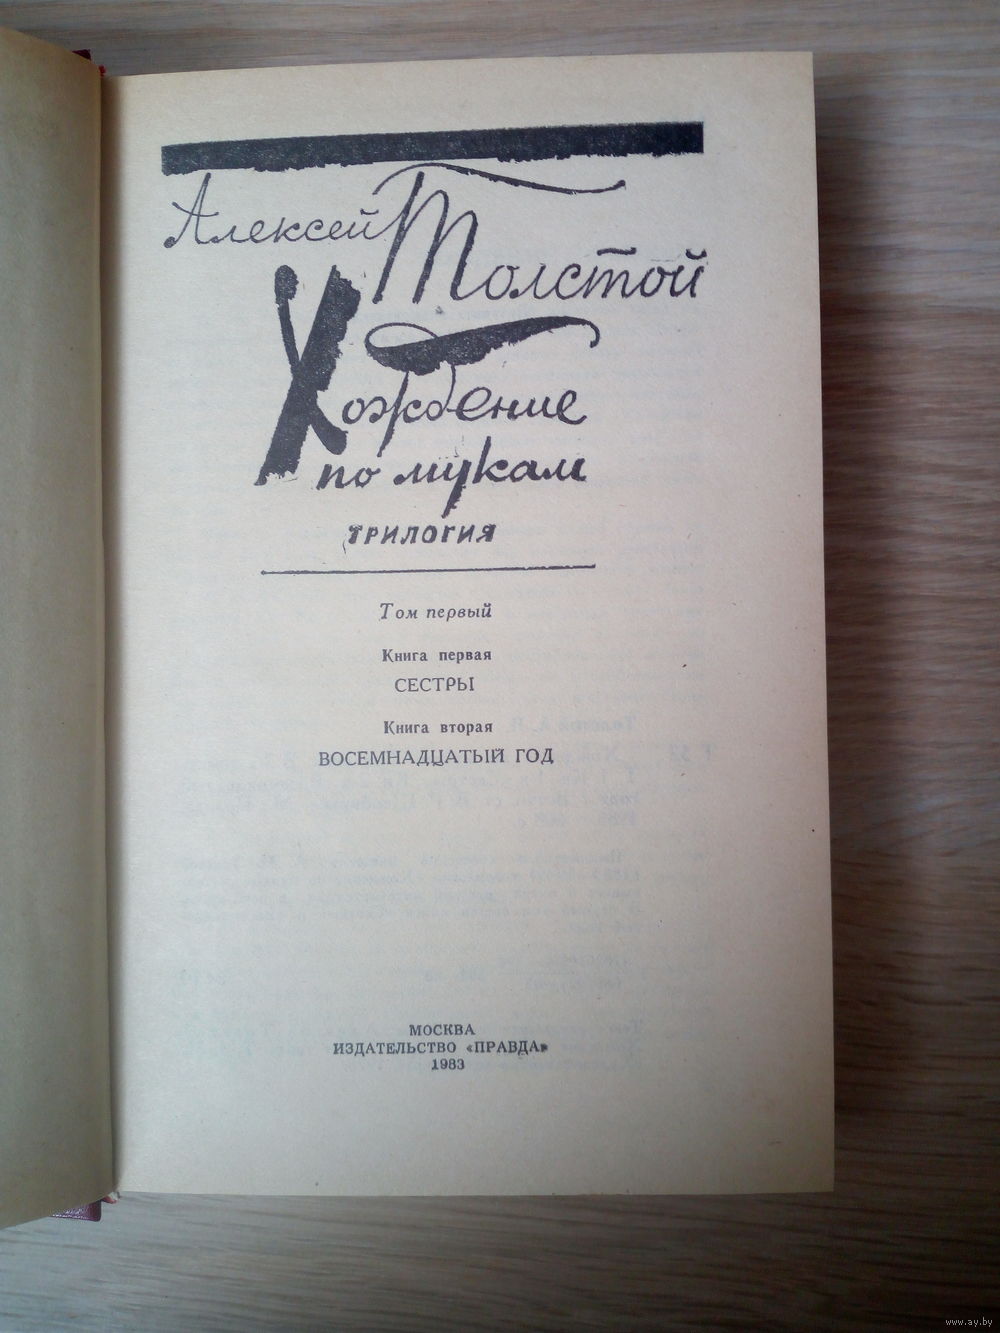 Алексей Толстой
Хождение
по мукам
ТРИЛОГИЯ
Том первый
Книга первая
СЕСТРЫ
Книга вторая
ВОСЕМНАДЦАТЫЙ ГОД
МОСКВА
ИЗДАТЕЛЬСТВО «ПРАВДА»
1983
www.ay.by